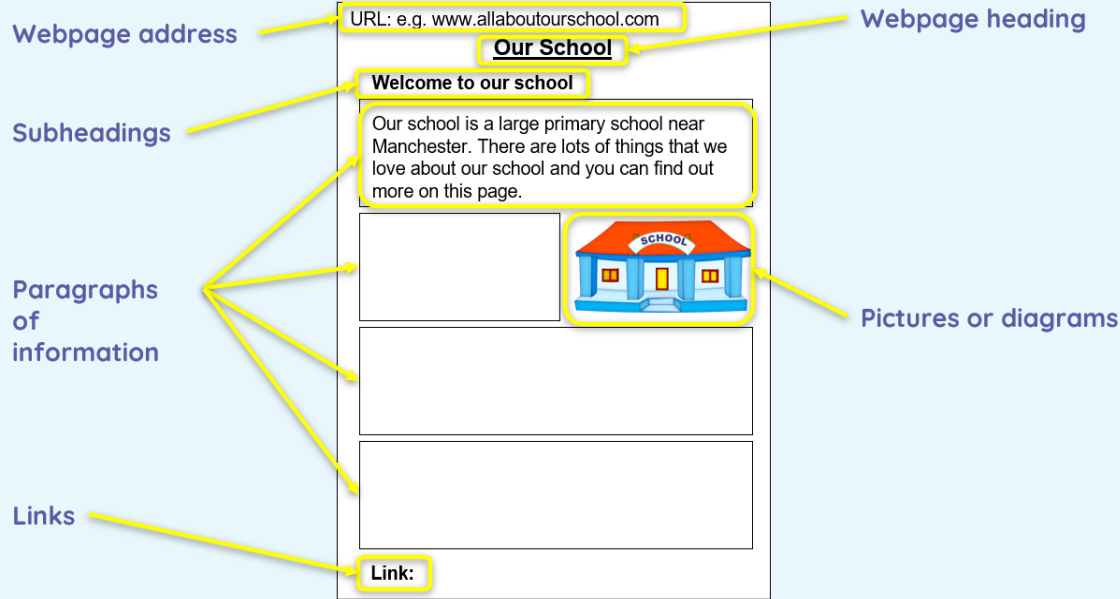 Webpage address
URL: e.g. www.allaboutourschool.com
Webpage heading
Our School
Welcome to our school
Subheadings
Our school is a large primary school near
Manchester. There are lots of things that we
love about our school and you can find out
more on this page.
SCHOOL
Paragraphs
of
information
Pictures or diagrams
Links
Link: